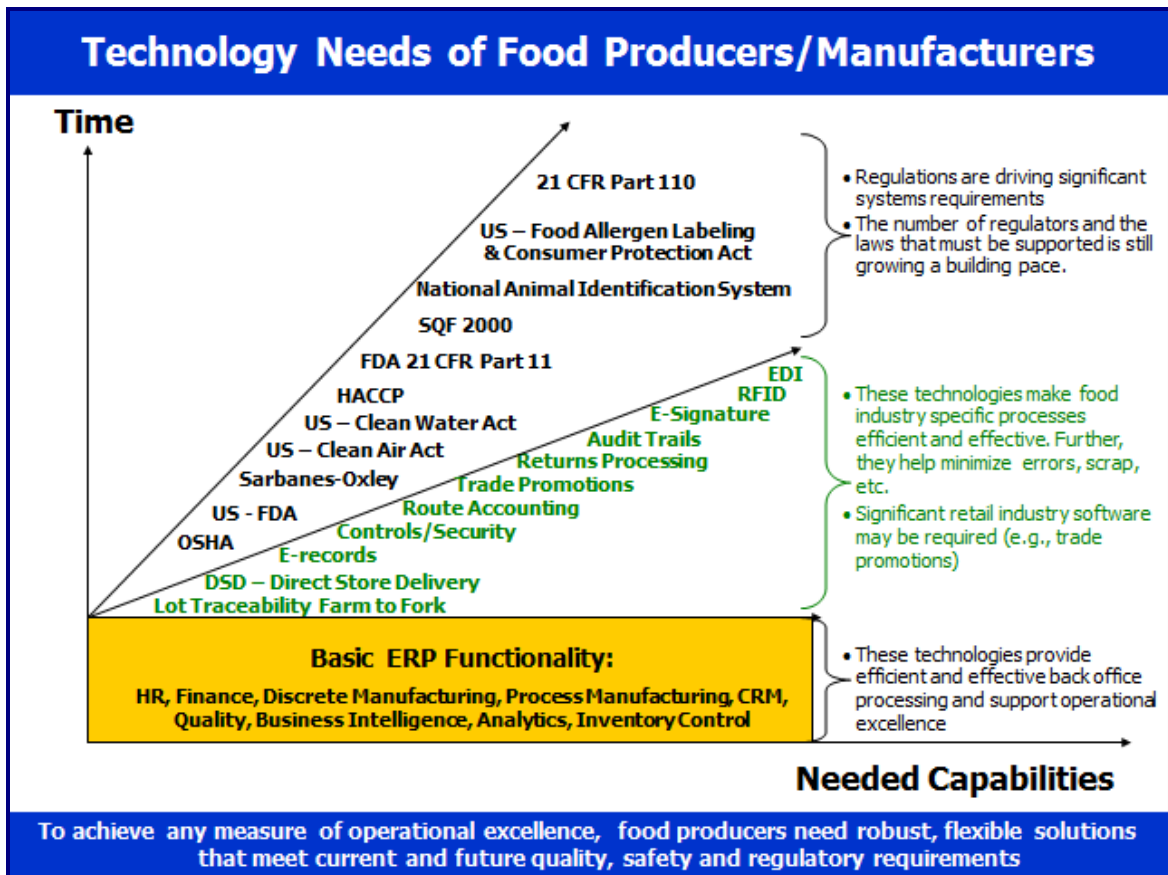 Technology Needs of Food Producers/Manufacturers
Time
21 CFR Part 110
US – Food Allergen Labeling
& Consumer Protection Act
National Animal Identification System
SQF 2000
FDA 21 CFR Part 11
HACCP
US – Clean Water Act
US – Clean Air Act
Sarbanes-Oxley
US - FDA
OSHA
EDI
RFID
E-Signature
Audit Trails
Returns Processing
Trade Promotions
Route Accounting
Controls/Security
E-records
DSD – Direct Store Delivery
Lot Traceability Farm to Fork
• Regulations are driving significant
systems requirements
• The number of regulators and the
laws that must be supported is still
growing a building pace.
• These technologies make food
industry specific processes
efficient and effective. Further,
they help minimize errors, scrap,
etc.
• Significant retail industry software
may be required (e.g., trade
promotions)
Basic ERP Functionality:
HR, Finance, Discrete Manufacturing, Process Manufacturing, CRM,
Quality, Business Intelligence, Analytics, Inventory Control
• These technologies provide
efficient and effective back office
processing and support operational
excellence
Needed Capabilities
To achieve any measure of operational excellence, food producers need robust, flexible solutions
that meet current and future quality, safety and regulatory requirements